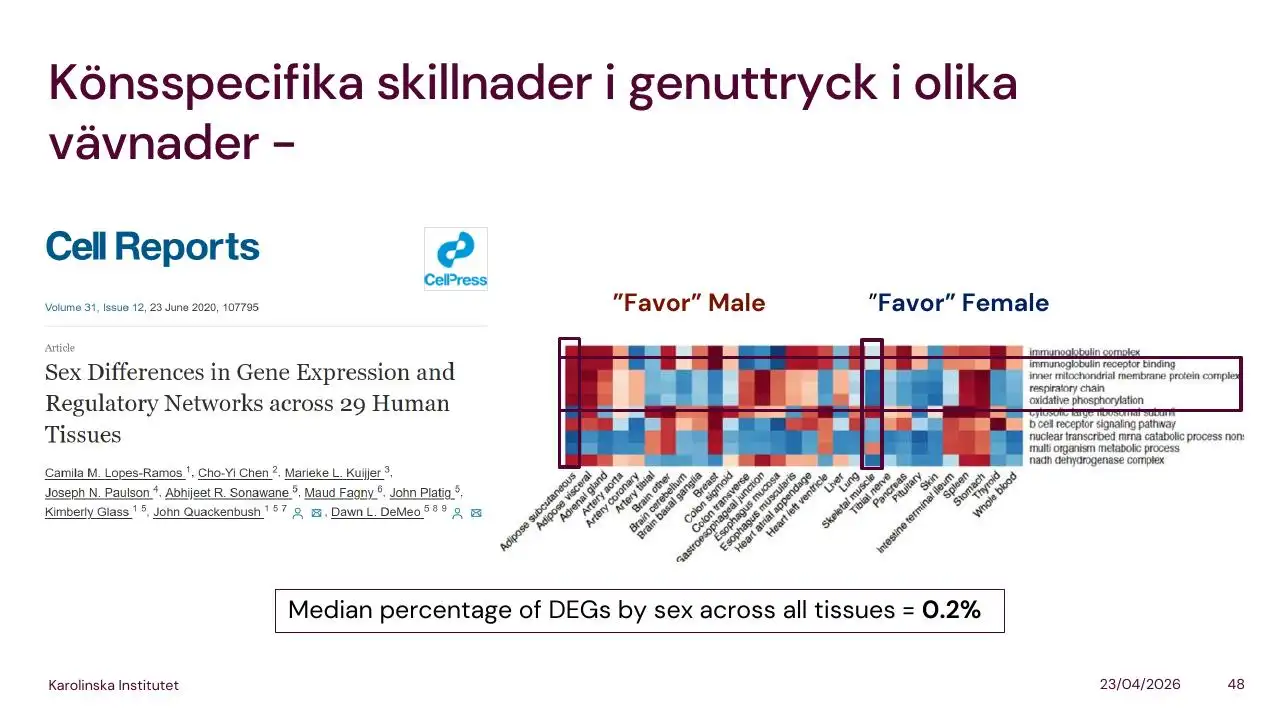 Könsspecifika skillnader i genuttryck i olika
vävnader –
Cell Reports
CellPress
Volume 31, Issue 12, 23 June 2020, 107795
Article
Sex Differences in Gene Expression and
Regulatory Networks across 29 Human
Tissues
Camila M. Lopes-Ramos 1, Cho-Yi Chen 2, Marieke L. Kuijjer 3,
Joseph N. Paulson 4, Abhijeet R. Sonawane 5, Maud Fagny 6, John Platig 5,
Kimberly Glass 1 5, John Quackenbush 1 5 7, Dawn L. DeMeo 5 8 9
”Favor” Male
”Favor” Female
immunoglobulin complex
immunoglobulin receptor binding
inner mitochondrial membrane protein complex
respiratory chain
oxidative phosphorylation
cytosolic large ribosomal subunit
b cell receptor signaling pathway
nuclear transcribed mrna catabolic process nons
multi organism metabolic process
nadh dehydrogenase complex
Adipose subcutaneous
Adipose visceral
Adrenal gland
Artery aorta
Artery coronary
Artery tibial
Brain other
Brain cerebellum
Brain basal ganglia
Breast
Colon sigmoid
Colon transverse
Gastroesophageal junction
Esophagus mucosa
Esophagus muscularis
Heart atrial appendage
Heart left ventricle
Liver
Lung
Skeletal muscle
Tibial nerve
Pancreas
Pituitary
Skin
Intestine terminal ileum
Spleen
Stomach
Thyroid
Whole blood
Median percentage of DEGs by sex across all tissues = 0.2%
Karolinska Institutet
23/04/2026
48